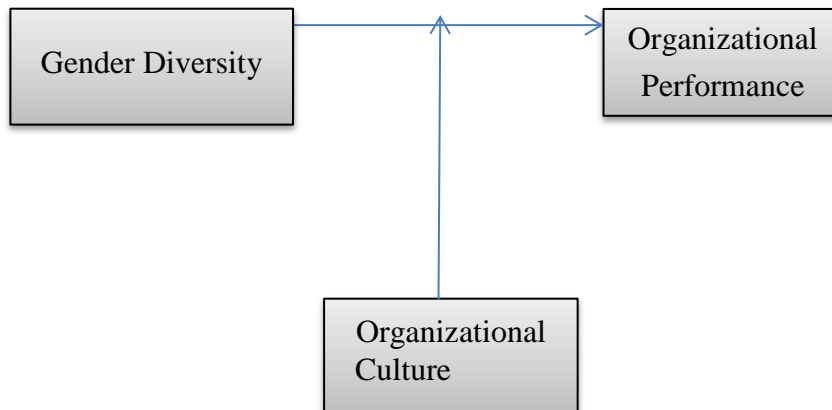 Gender Diversity
Organizational
Performance
Organizational
Culture